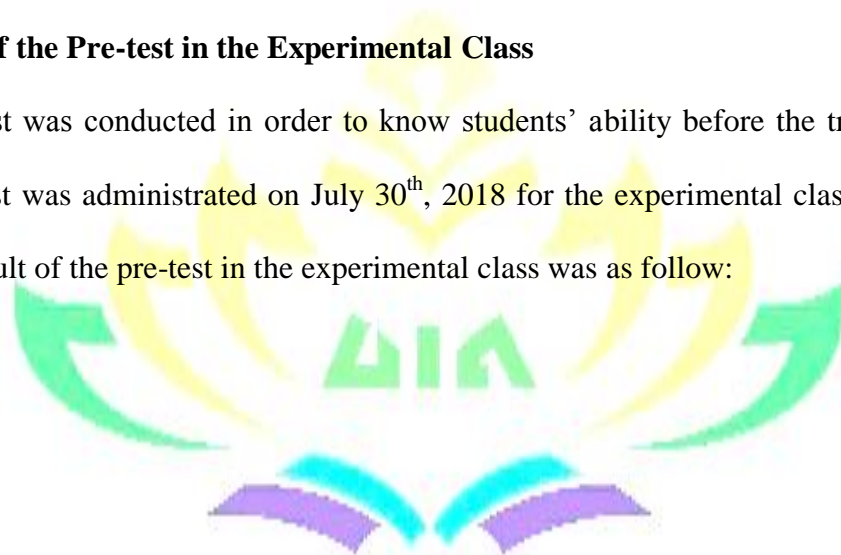 f the Pre-test in the Experimental Class
st was conducted in order to know students’ ability before the tr
st was administrated on July 30th, 2018 for the experimental clas
ult of the pre-test in the experimental class was as follow:
UIN